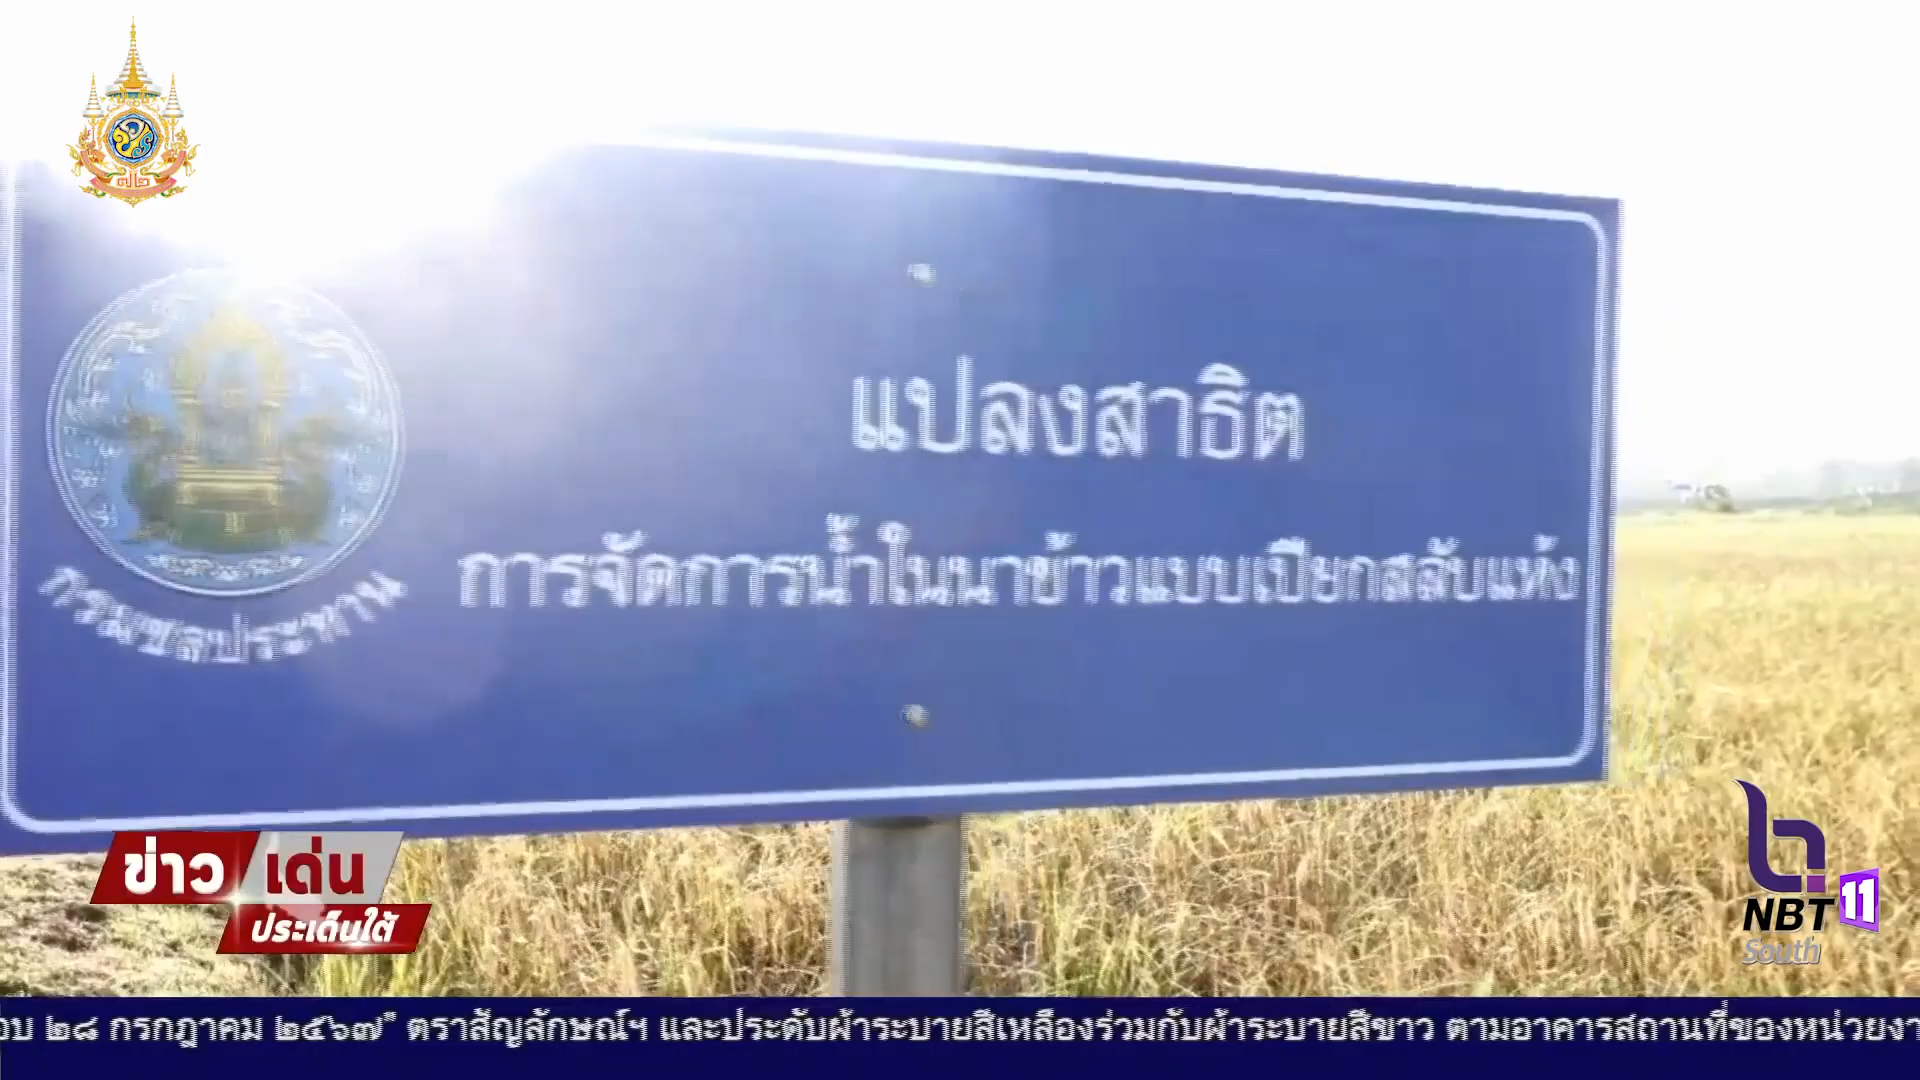 แปลงสาธิต
การจัดการน้ำในนาข้าวแบบเปียกสลับแห้ง
กรมชลประทาน
ข่าวเด่น
ประเด็นใต้
NBT 11
South
๒๘ กรกฎาคม ๒๕๖๗" ตราสัญลักษณ์ฯ และประดับผ้าระบายสีเหลืองร่วมกับผ้าระบายสีขาว ตามอาคารสถานที่ของ